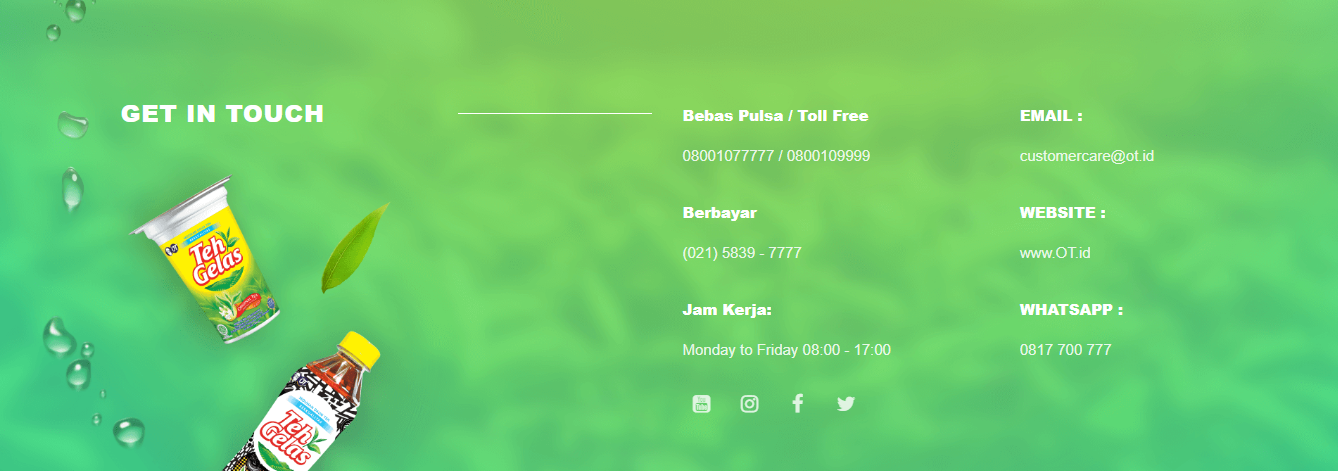 GET IN TOUCH
Bebas Pulsa / Toll Free
08001077777 / 0800109999
Berbayar
(021) 5839 - 7777
Jam Kerja:
Monday to Friday 08:00 - 17:00
EMAIL :
customercare@ot.id
WEBSITE :
www.OT.id
WHATSAPP :
0817 700 777
Teh
Gelas
Teh
Gelas